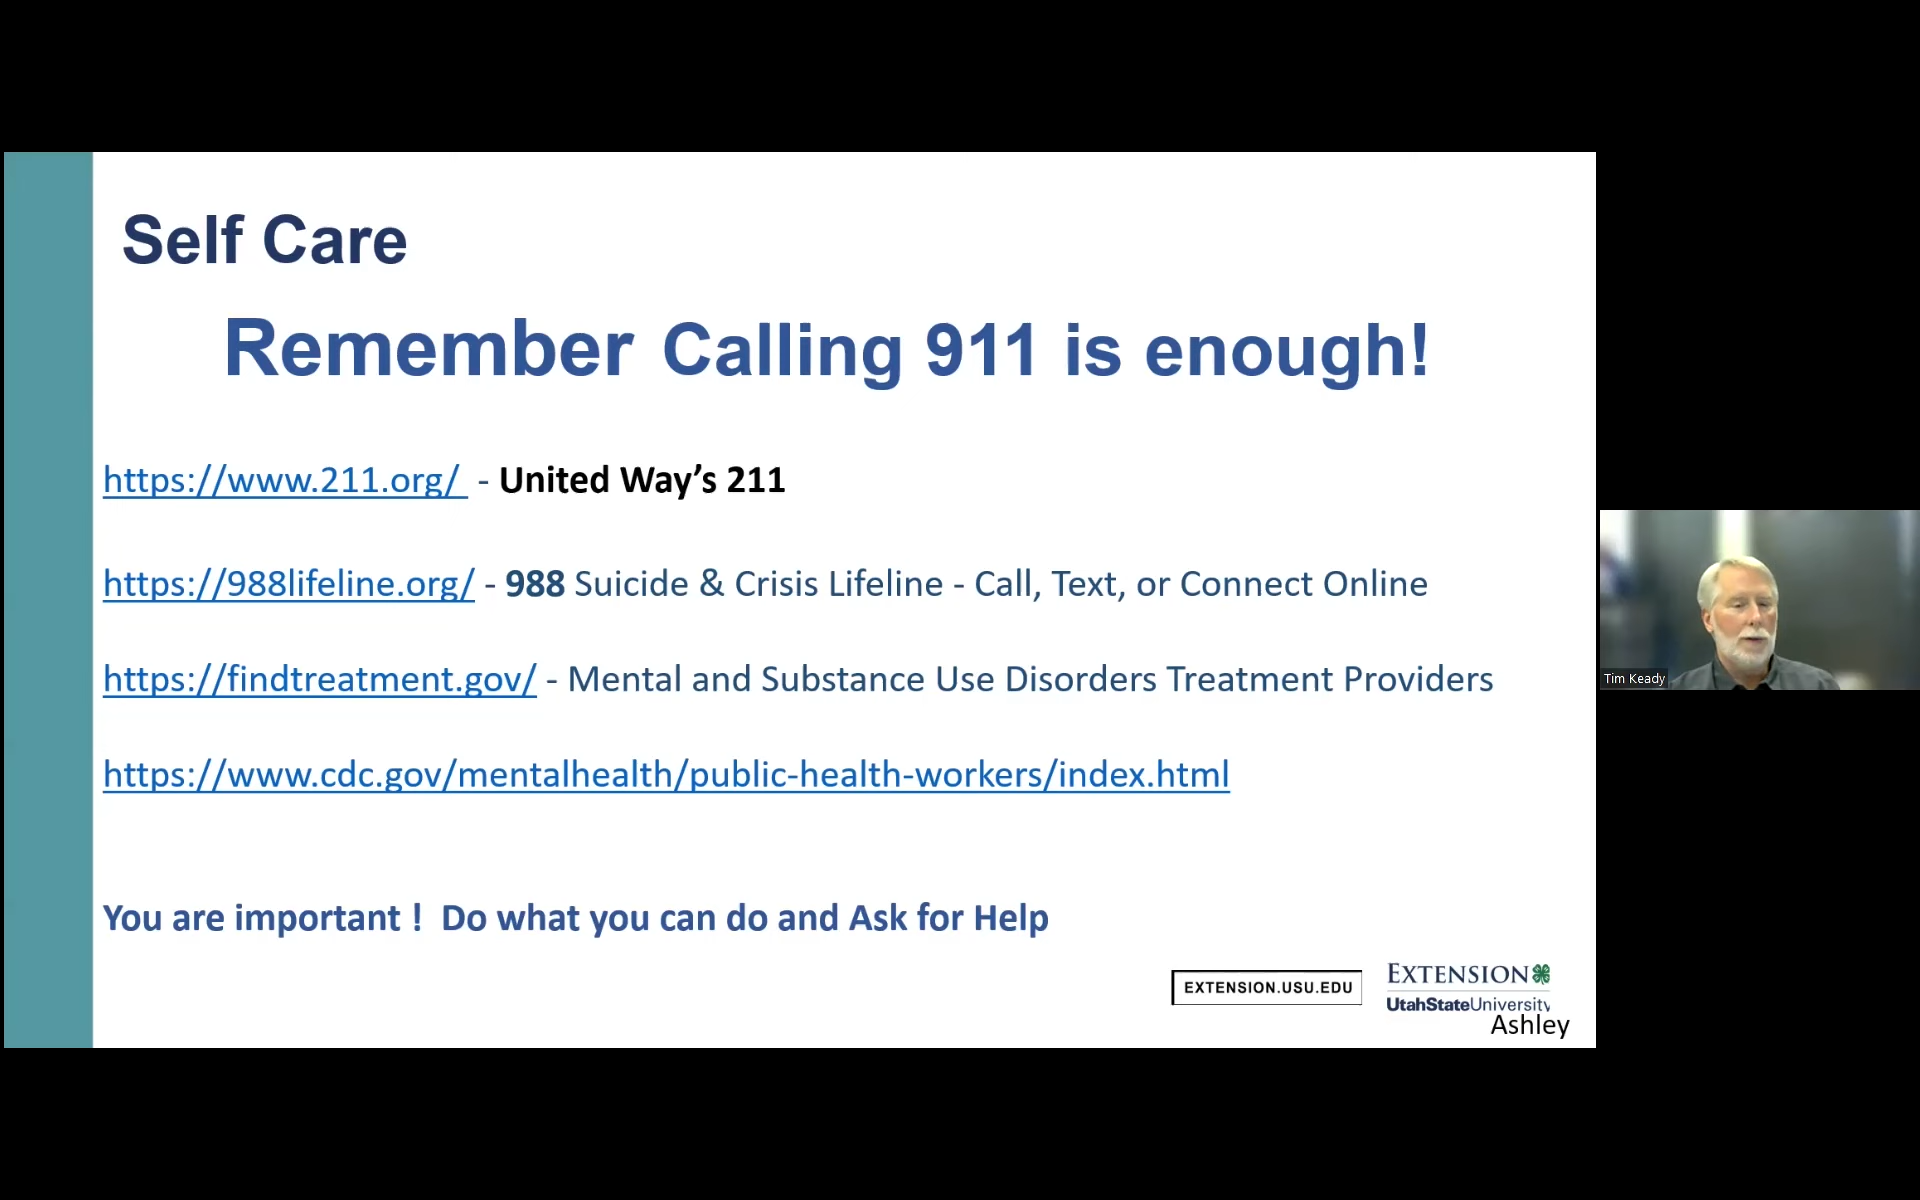 Self Care
Remember Calling 911 is enough!
https://www.211.org/ - United Way's 211
https://988lifeline.org/ - 988 Suicide & Crisis Lifeline - Call, Text, or Connect Online
https://findtreatment.gov/ - Mental and Substance Use Disorders Treatment Providers
Tim Keady
https://www.cdc.gov/mentalhealth/public-health-workers/index.html
You are important ! Do what you can do and Ask for Help
EXTENSION.USU.EDU
EXTENSION
UtahStateUniversity
Ashley